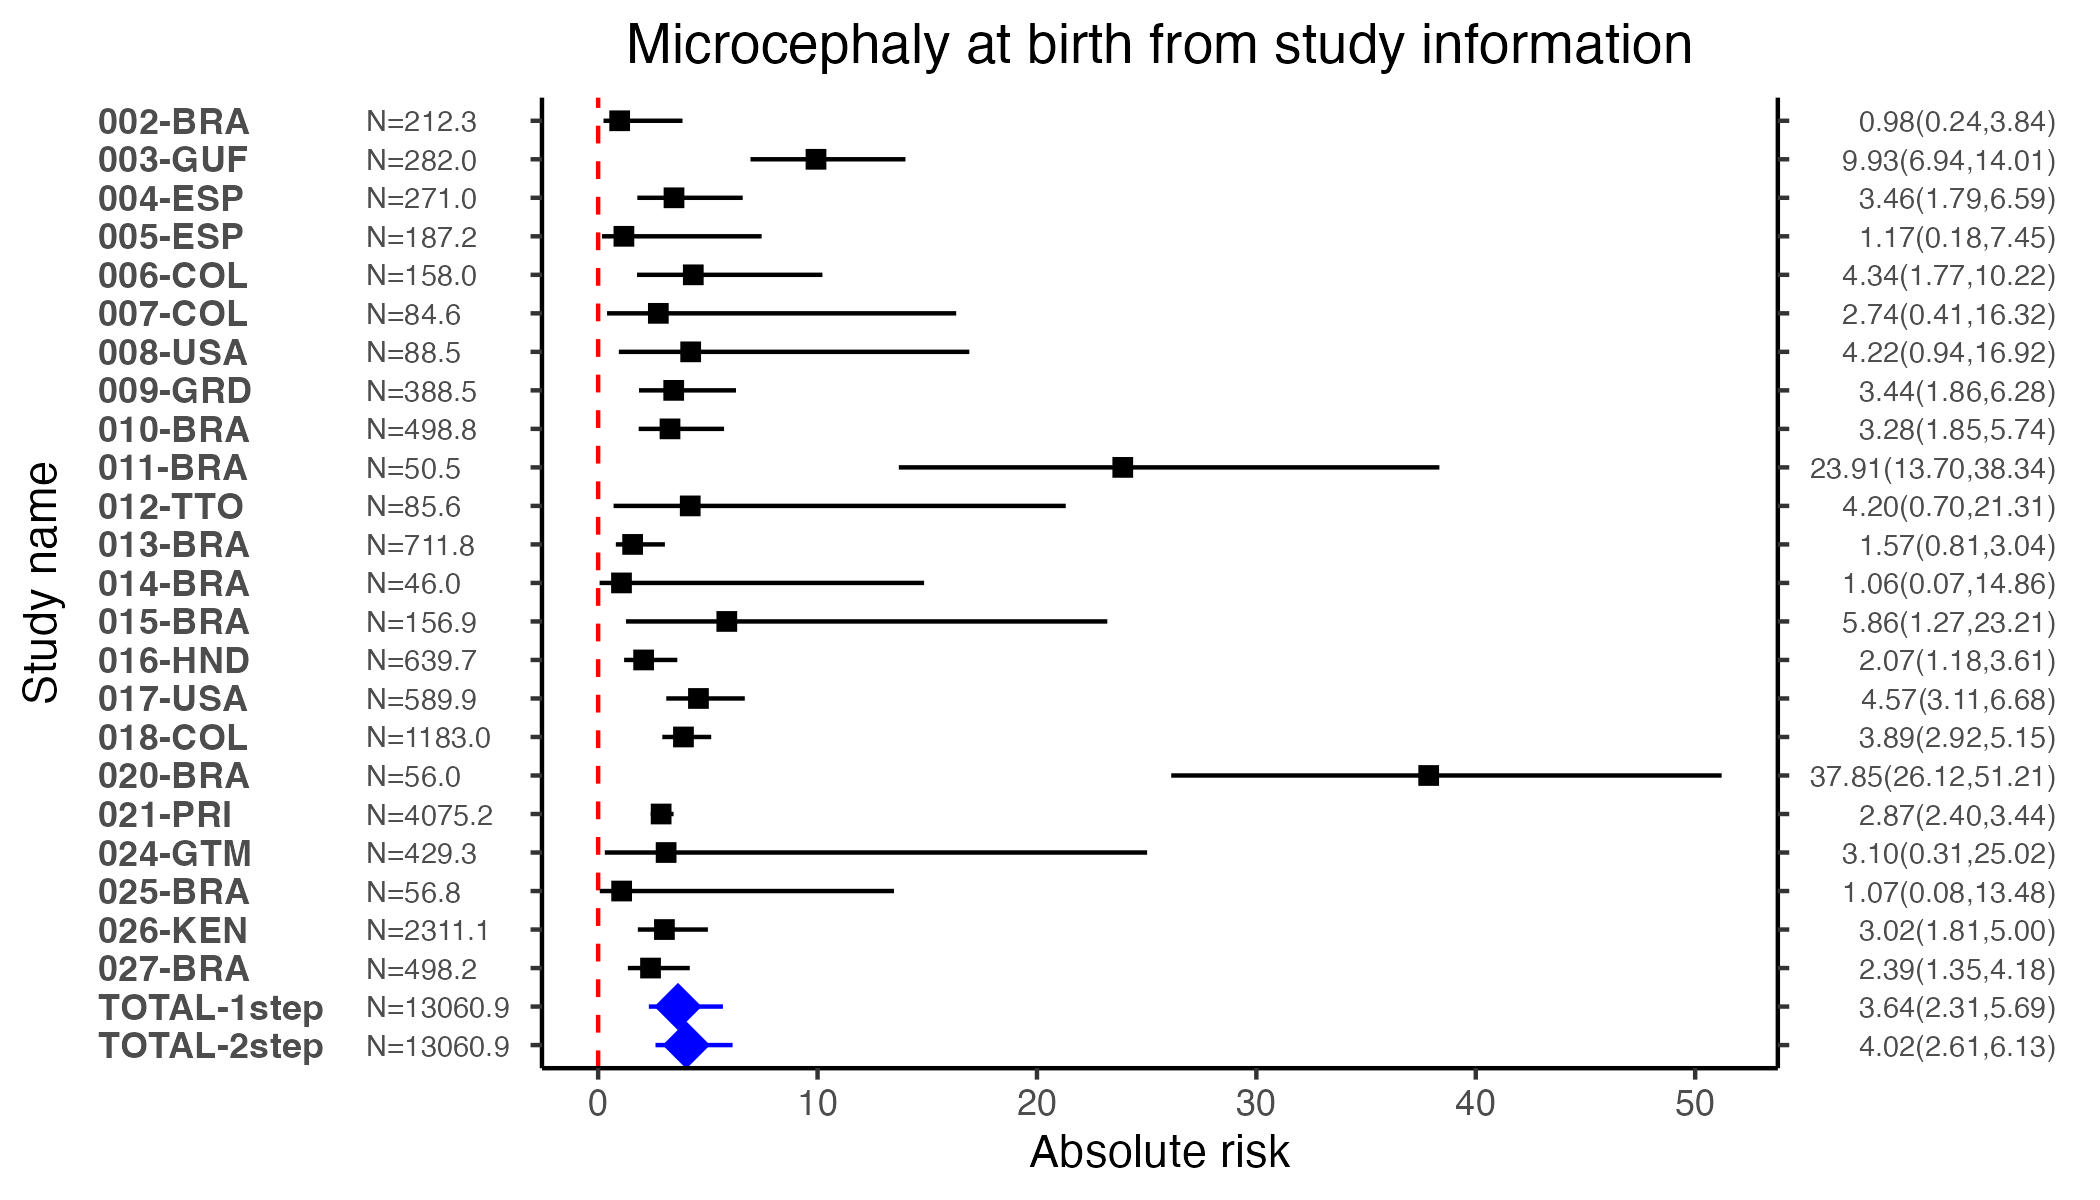 Microcephaly at birth from study information
002-BRA N=212.3 0.98(0.24,3.84)
003-GUF N=282.0 9.93(6.94,14.01)
004-ESP N=271.0 3.46(1.79,6.59)
005-ESP N=187.2 1.17(0.18,7.45)
006-COL N=158.0 4.34(1.77,10.22)
007-COL N=84.6 2.74(0.41,16.32)
008-USA N=88.5 4.22(0.94,16.92)
009-GRD N=388.5 3.44(1.86,6.28)
010-BRA N=498.8 3.28(1.85,5.74)
011-BRA N=50.5 23.91(13.70,38.34)
012-TTO N=85.6 4.20(0.70,21.31)
013-BRA N=711.8 1.57(0.81,3.04)
014-BRA N=46.0 1.06(0.07,14.86)
015-BRA N=156.9 5.86(1.27,23.21)
016-HND N=639.7 2.07(1.18,3.61)
017-USA N=589.9 4.57(3.11,6.68)
018-COL N=1183.0 3.89(2.92,5.15)
020-BRA N=56.0 37.85(26.12,51.21)
021-PRI N=4075.2 2.87(2.40,3.44)
024-GTM N=429.3 3.10(0.31,25.02)
025-BRA N=56.8 1.07(0.08,13.48)
026-KEN N=2311.1 3.02(1.81,5.00)
027-BRA N=498.2 2.39(1.35,4.18)
TOTAL-1step N=13060.9 3.64(2.31,5.69)
TOTAL-2step N=13060.9 4.02(2.61,6.13)
Study name
0 10 20 30 40 50
Absolute risk